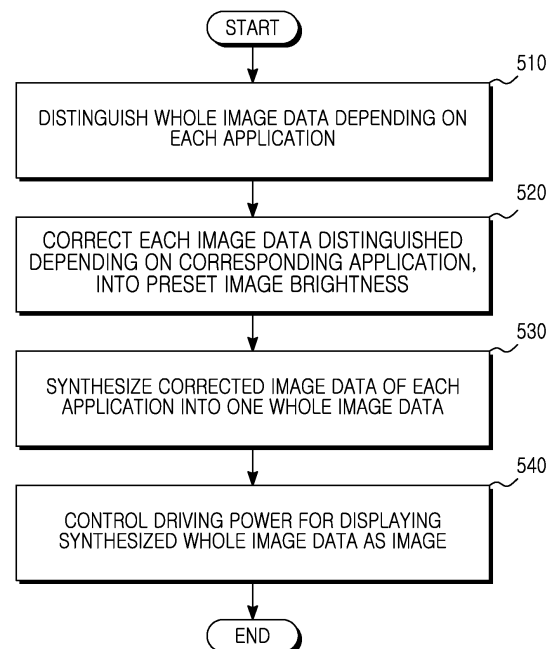 START
510
DISTINGUISH WHOLE IMAGE DATA DEPENDING ON
EACH APPLICATION
520
CORRECT EACH IMAGE DATA DISTINGUISHED
DEPENDING ON CORRESPONDING APPLICATION,
INTO PRESET IMAGE BRIGHTNESS
530
SYNTHESIZE CORRECTED IMAGE DATA OF EACH
APPLICATION INTO ONE WHOLE IMAGE DATA
540
CONTROL DRIVING POWER FOR DISPLAYING
SYNTHESIZED WHOLE IMAGE DATA AS IMAGE
END